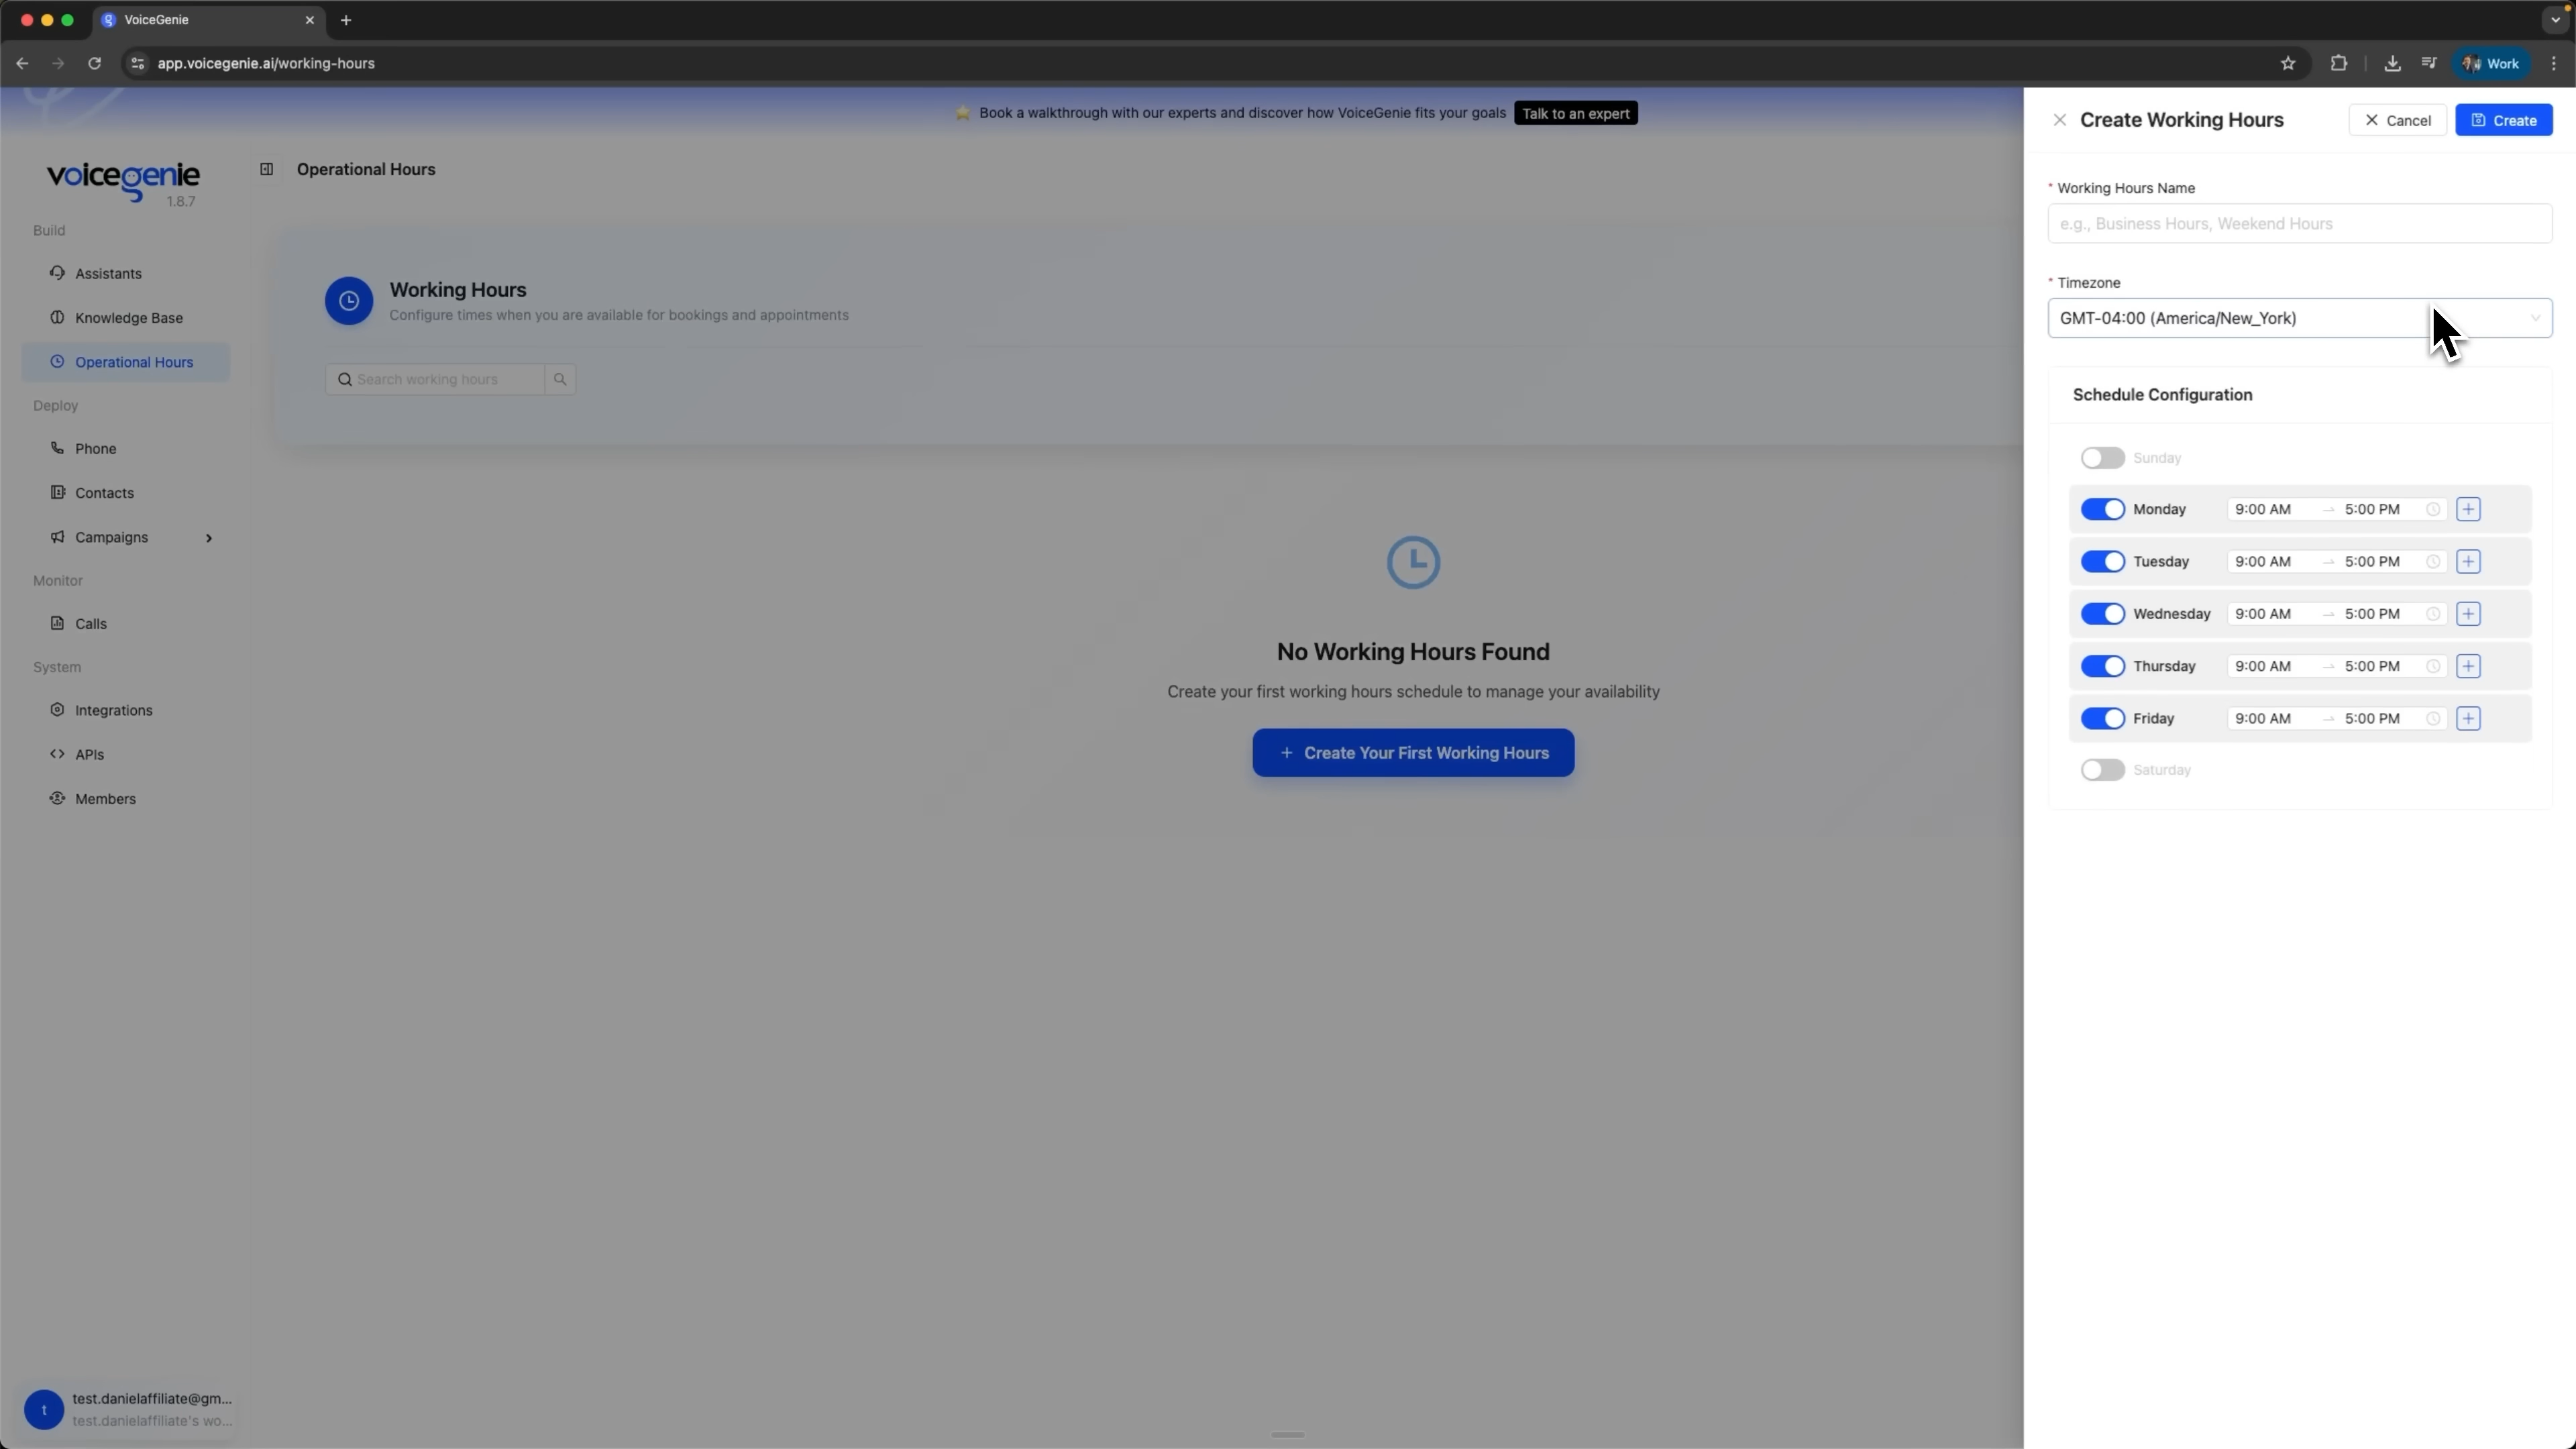 VoiceGenie
app.voicegenie.ai/working-hours
Work
Book a walkthrough with our experts and discover how VoiceGenie fits your goals
Talk to an expert
voicegenie
1.8.7
Build
Assistants
Knowledge Base
Operational Hours
Deploy
Phone
Contacts
Campaigns
Monitor
Calls
System
Integrations
APIs
Members
test.danielaffiliate@gm...
test.danielaffiliate's wo...
Operational Hours
Working Hours
Configure times when you are available for bookings and appointments
Search working hours
No Working Hours Found
Create your first working hours schedule to manage your availability
+ Create Your First Working Hours
Create Working Hours
Cancel
Create
* Working Hours Name
e.g., Business Hours, Weekend Hours
* Timezone
GMT-04:00 (America/New_York)
Schedule Configuration
Sunday
Monday 9:00 AM → 5:00 PM
Tuesday 9:00 AM → 5:00 PM
Wednesday 9:00 AM → 5:00 PM
Thursday 9:00 AM → 5:00 PM
Friday 9:00 AM → 5:00 PM
Saturday
t